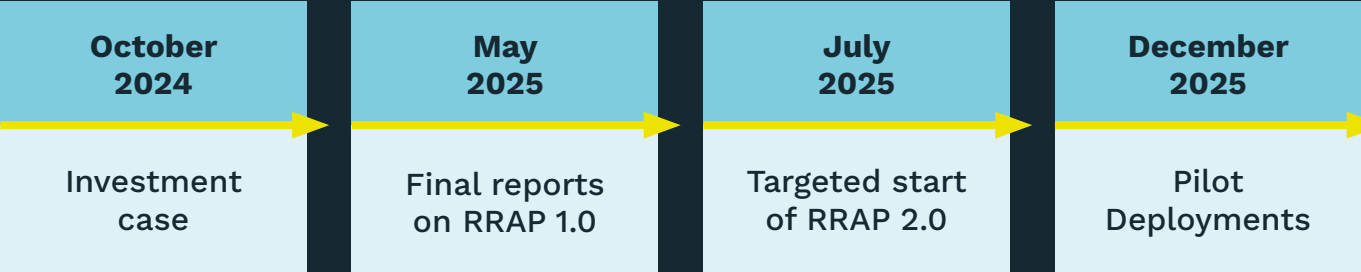 October
2024
Investment
case
May
2025
Final reports
on RRAP 1.0
July
2025
Targeted start
of RRAP 2.0
December
2025
Pilot
Deployments